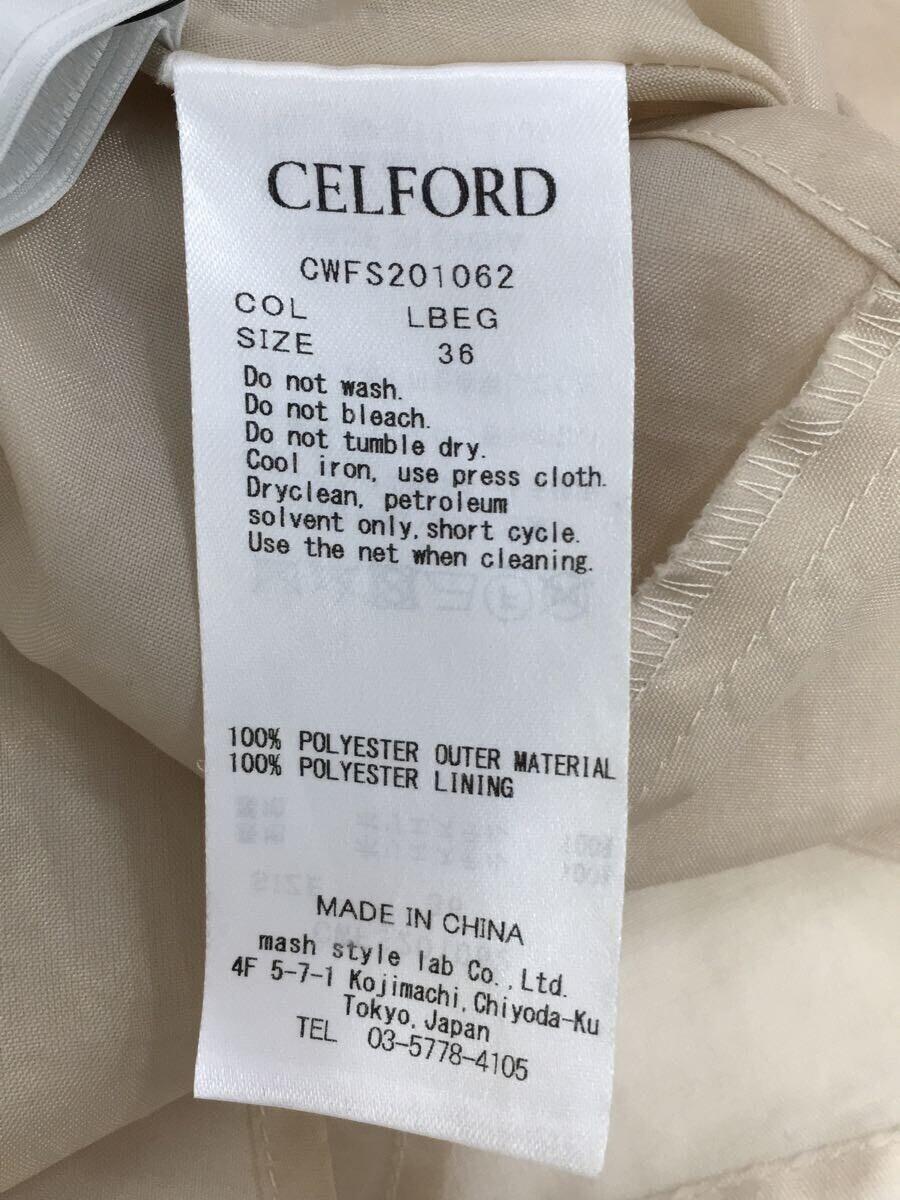 CELFORD
CWFS201062
COL LBEG
SIZE 36
Do not wash.
Do not bleach.
Do not tumble dry.
Cool iron, use press cloth.
Dryclean, petroleum
solvent only, short cycle.
Use the net when cleaning.
100% POLYESTER OUTER MATERIAL
100% POLYESTER LINING
MADE IN CHINA
mash style lab Co., Ltd.
4F 5-7-1 Kojimachi, Chiyoda-Ku
Tokyo, Japan
TEL 03-5778-4105